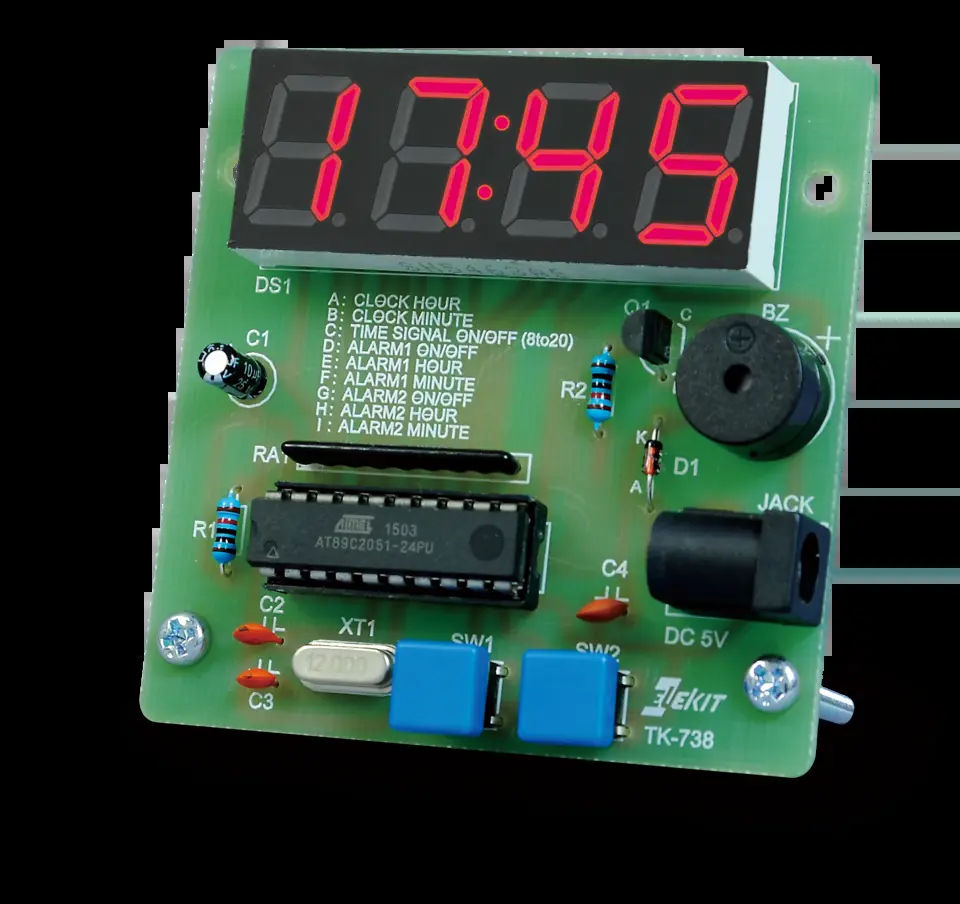 17:45
DS1
A: CLOCK HOUR
B: CLOCK MINUTE
C: TIME SIGNAL ON/OFF (8to20)
D: ALARM1 ON/OFF
E: ALARM1 HOUR
F: ALARM1 MINUTE
G: ALARM2 ON/OFF
H: ALARM2 HOUR
I: ALARM2 MINUTE
Q1
C
BZ
+
C1
R2
K
D1
A
RA1
JACK
R1
ATMEL 1503
AT89C2051-24PU
C4
C2
DC 5V
XT1
12.000
SW1
SW2
C3
ELEKIT
TK-738